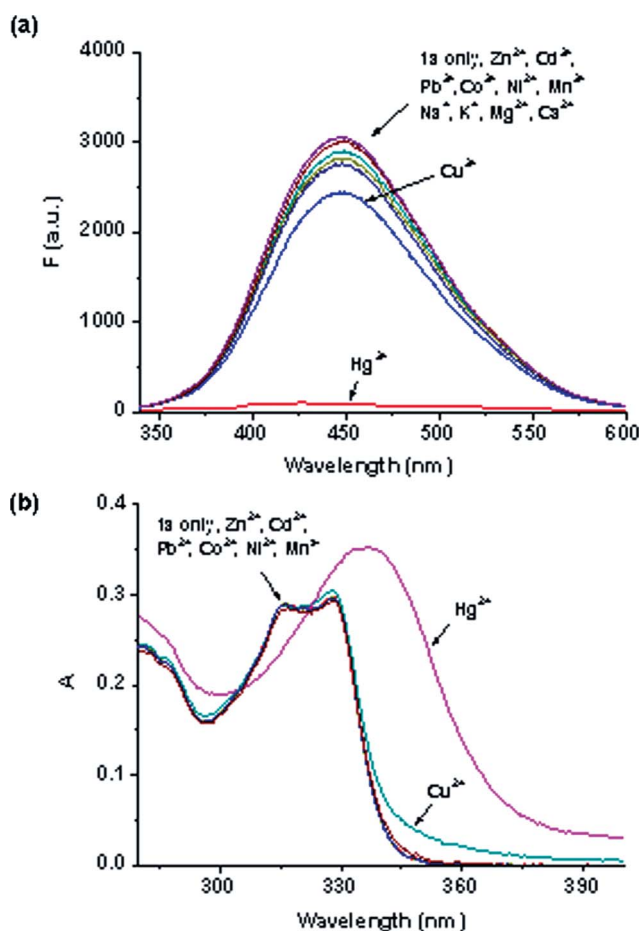 (a)
4000
3000
2000
1000
0
F (a.u.)
1a only, Zn²⁺, Cd²⁺,
Pb²⁺, Co²⁺, Ni²⁺, Mn²⁺
Na⁺, K⁺, Mg²⁺, Ca²⁺
Cu²⁺
Hg²⁺
350 400 450 500 550 600
Wavelength (nm)
(b)
0.4
0.3
0.2
0.1
0.0
A
1a only, Zn²⁺, Cd²⁺,
Pb²⁺, Co²⁺, Ni²⁺, Mn²⁺
Hg²⁺
Cu²⁺
300 330 360 390
Wavelength (nm)